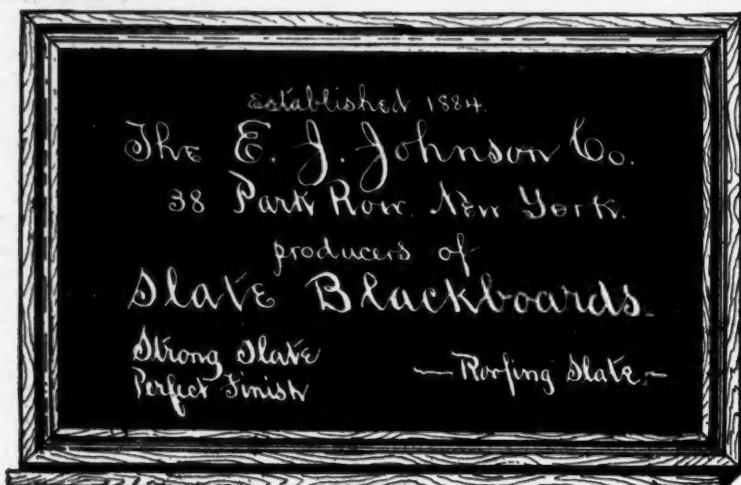 Established 1884.
The E. J. Johnson Co.
38 Park Row. New York.
producers of
Slate Blackboards.
Strong Slate
Perfect Finish
— Roofing Slate. —